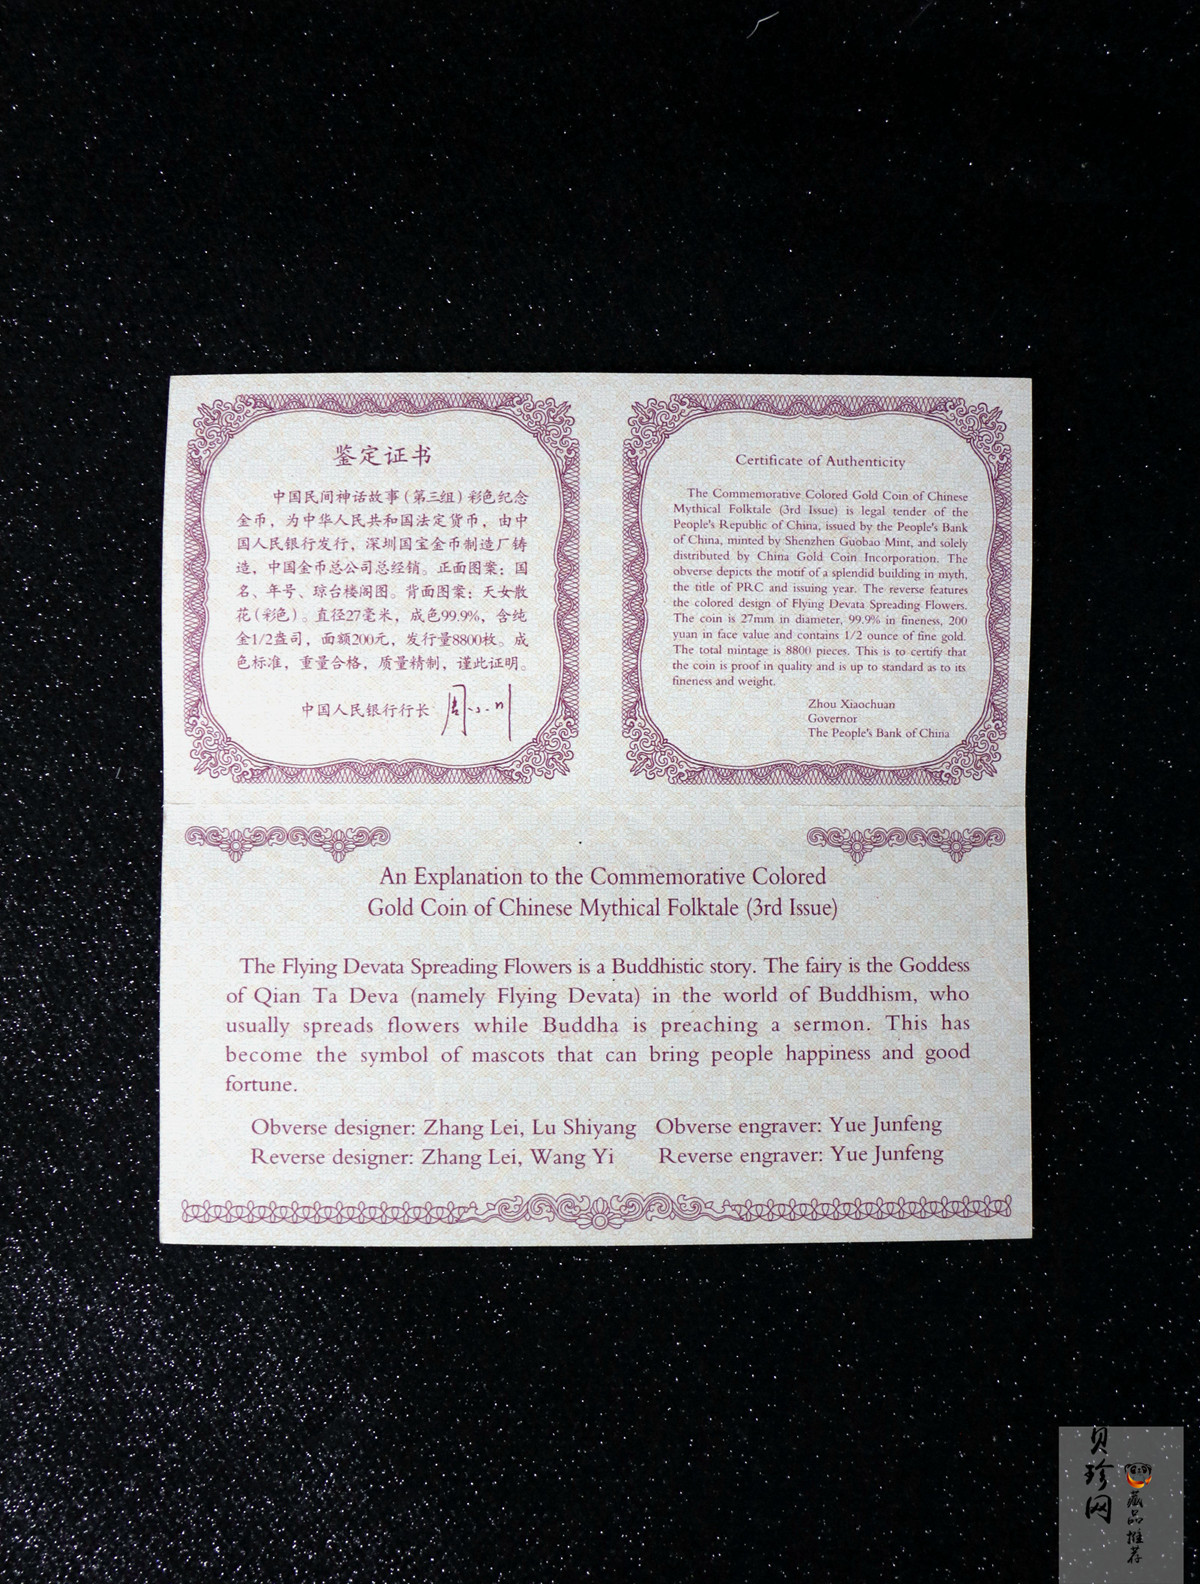 鉴定证书
中国民间神话故事(第三组)彩色纪念
金币，为中华人民共和国法定货币，由中
国人民银行发行，深圳国宝金币制造厂铸
造，中国金币总公司总经销。正面图案：国
名、年号、琼台楼阁图。背面图案：天女散
花(彩色)。直径27毫米，成色99.9%，含纯
金1/2盎司，面额200元，发行量8800枚。成
色标准，重量合格，质量精制，谨此证明。
中国人民银行行长 周小川
Certificate of Authenticity
The Commemorative Colored Gold Coin of Chinese
Mythical Folktale (3rd Issue) is legal tender of the
People's Republic of China, issued by the People's Bank
of China, minted by Shenzhen Guobao Mint, and solely
distributed by China Gold Coin Incorporation. The
obverse depicts the motif of a splendid building in myth,
the title of PRC and issuing year. The reverse features
the colored design of Flying Devata Spreading Flowers.
The coin is 27mm in diameter, 99.9% in fineness, 200
yuan in face value and contains 1/2 ounce of fine gold.
The total mintage is 8800 pieces. This is to certify that
the coin is proof in quality and is up to standard as to its
fineness and weight.
Zhou Xiaochuan
Governor
The People's Bank of China
An Explanation to the Commemorative Colored
Gold Coin of Chinese Mythical Folktale (3rd Issue)
The Flying Devata Spreading Flowers is a Buddhistic story. The fairy is the Goddess
of Qian Ta Deva (namely Flying Devata) in the world of Buddhism, who
usually spreads flowers while Buddha is preaching a sermon. This has
become the symbol of mascots that can bring people happiness and good
fortune.
Obverse designer: Zhang Lei, Lu Shiyang Obverse engraver: Yue Junfeng
Reverse designer: Zhang Lei, Wang Yi Reverse engraver: Yue Junfeng
贝珍网
藏品推荐